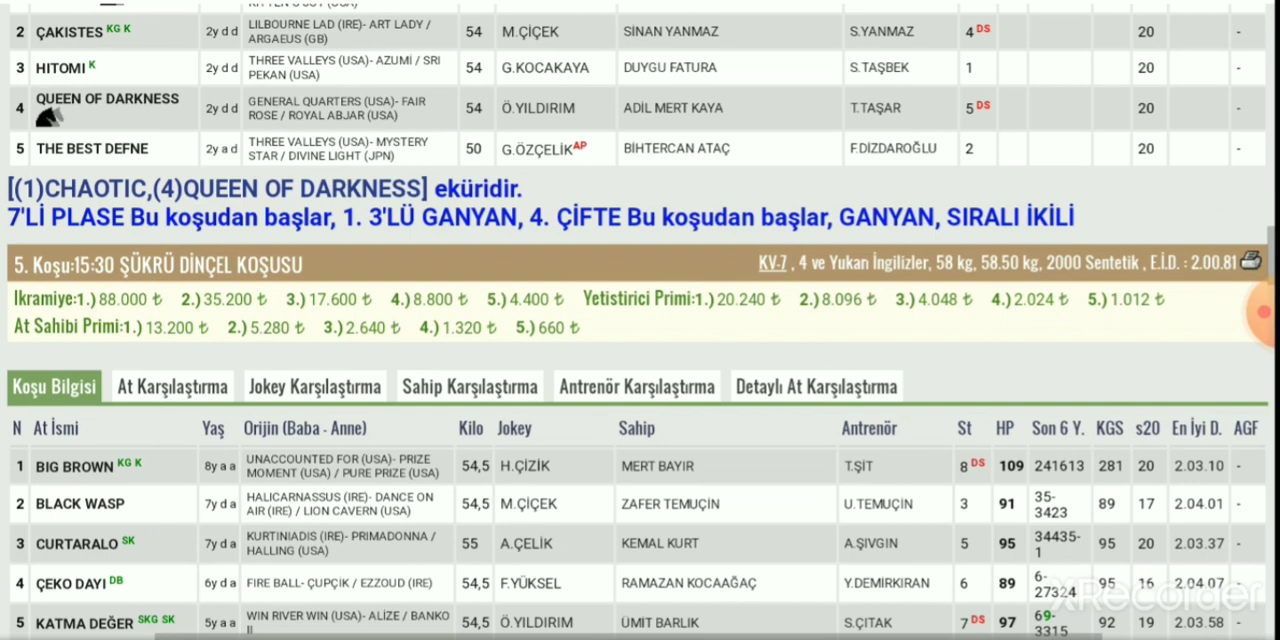 2 ÇAKISTES KG K 2y d d LILBOURNE LAD (IRE)- ART LADY / ARGAEUS (GB) 54 M.ÇİÇEK SİNAN YANMAZ S.YANMAZ 4 DS 20 -
3 HITOMI K 2y d d THREE VALLEYS (USA)- AZUMİ / SRI PEKAN (USA) 54 G.KOCAKAYA DUYGU FATURA S.TAŞBEK 1 20 -
4 QUEEN OF DARKNESS 2y d d GENERAL QUARTERS (USA)- FAIR ROSE / ROYAL ABJAR (USA) 54 Ö.YILDIRIM ADİL MERT KAYA T.TAŞAR 5 DS 20 -
5 THE BEST DEFNE 2y a d THREE VALLEYS (USA)- MYSTERY STAR / DIVINE LIGHT (JPN) 50 G.ÖZÇELİK AP BİHTERCAN ATAÇ F.DIZDAROĞLU 2 20 -
[(1)CHAOTIC,(4)QUEEN OF DARKNESS] eküridir.
7'Lİ PLASE Bu koşudan başlar, 1. 3'LÜ GANYAN, 4. ÇİFTE Bu koşudan başlar, GANYAN, SIRALI İKİLİ
5. Koşu:15:30 ŞÜKRÜ DİNÇEL KOŞUSU KV-7 , 4 ve Yukarı İngilizler, 58 kg, 58.50 kg, 2000 Sentetik , E.İ.D. : 2.00.81
Ikramiye:1.) 88.000 ₺ 2.) 35.200 ₺ 3.) 17.600 ₺ 4.) 8.800 ₺ 5.) 4.400 ₺ Yetistirici Primi:1.) 20.240 ₺ 2.) 8.096 ₺ 3.) 4.048 ₺ 4.) 2.024 ₺ 5.) 1.012 ₺
At Sahibi Primi:1.) 13.200 ₺ 2.) 5.280 ₺ 3.) 2.640 ₺ 4.) 1.320 ₺ 5.) 660 ₺
Koşu Bilgisi At Karşılaştırma Jokey Karşılaştırma Sahip Karşılaştırma Antrenör Karşılaştırma Detaylı At Karşılaştırma
N At İsmi Yaş Orijin (Baba - Anne) Kilo Jokey Sahip Antrenör St HP Son 6 Y. KGS s20 En İyi D. AGF
1 BIG BROWN KG K 8y a a UNACCOUNTED FOR (USA)- PRIZE MOMENT (USA) / PURE PRIZE (USA) 54,5 H.ÇİZİK MERT BAYIR T.ŞİT 8 DS 109 241613 281 20 2.03.10 -
2 BLACK WASP 7y d a HALICARNASSUS (IRE)- DANCE ON AIR (IRE) / LION CAVERN (USA) 54,5 M.ÇİÇEK ZAFER TEMUÇİN U.TEMUÇİN 3 91 35-3423 89 17 2.04.01 -
3 CURTARALO SK 7y d a KURTINIADIS (IRE)- PRIMADONNA / HALLING (USA) 55 A.ÇELİK KEMAL KURT A.ŞIVGIN 5 95 34435-1 95 20 2.03.37 -
4 ÇEKO DAYI DB 6y d a FIRE BALL- ÇUPÇİK / EZZOUD (IRE) 54,5 F.YÜKSEL RAMAZAN KOCAAĞAÇ Y.DEMİRKIRAN 6 89 6-27324 95 16 2.04.07 -
5 KATMA DEĞER SKG SK 5y a a WIN RIVER WIN (USA)- ALİZE / BANKO II 54,5 Ö.YILDIRIM ÜMİT BARLIK S.ÇITAK 7 DS 97 69-3315 92 19 2.03.58 -
XRecorder